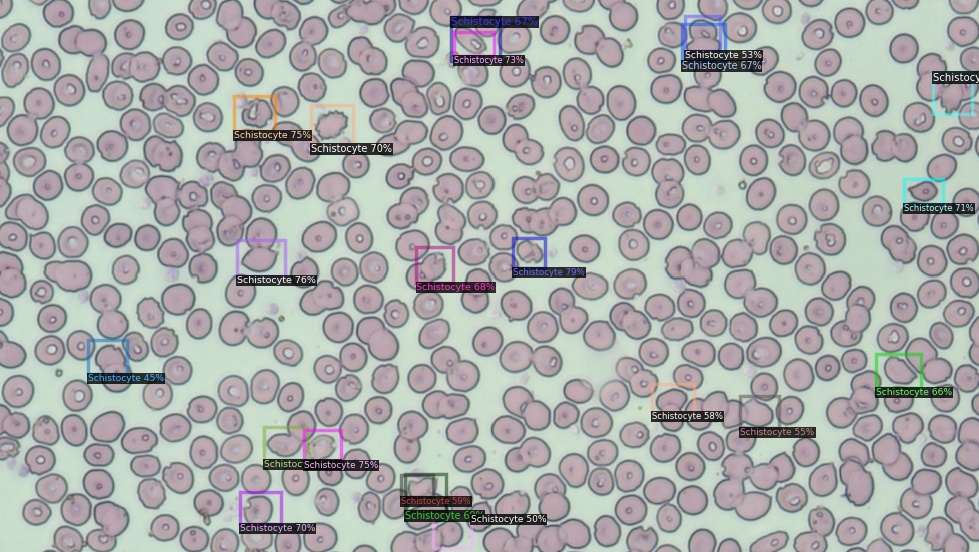 Schistocyte 67%
Schistocyte 73%
Schistocyte 53%
Schistocyte 67%
Schistocy
Schistocyte 75%
Schistocyte 70%
Schistocyte 71%
Schistocyte 76%
Schistocyte 79%
Schistocyte 68%
Schistocyte 45%
Schistocyte 66%
Schistocyte 58%
Schistocyte 55%
Schistoc
Schistocyte 75%
Schistocyte 59%
Schistocyte 6
Schistocyte 50%
Schistocyte 70%